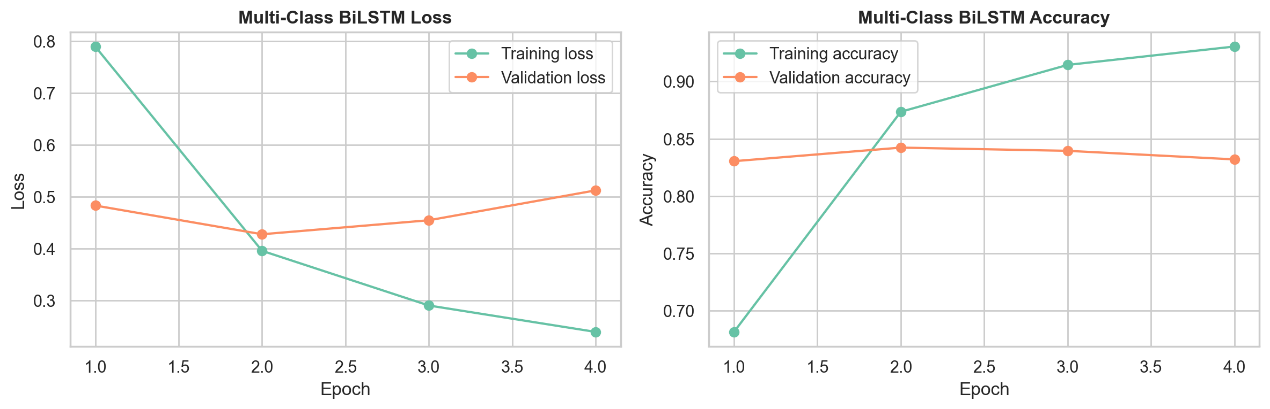 Multi-Class BiLSTM Loss
0.8
0.7
0.6
0.5
0.4
0.3
Loss
Training loss
Validation loss
1.0 1.5 2.0 2.5 3.0 3.5 4.0
Epoch
Multi-Class BiLSTM Accuracy
0.90
0.85
0.80
0.75
0.70
Accuracy
Training accuracy
Validation accuracy
1.0 1.5 2.0 2.5 3.0 3.5 4.0
Epoch